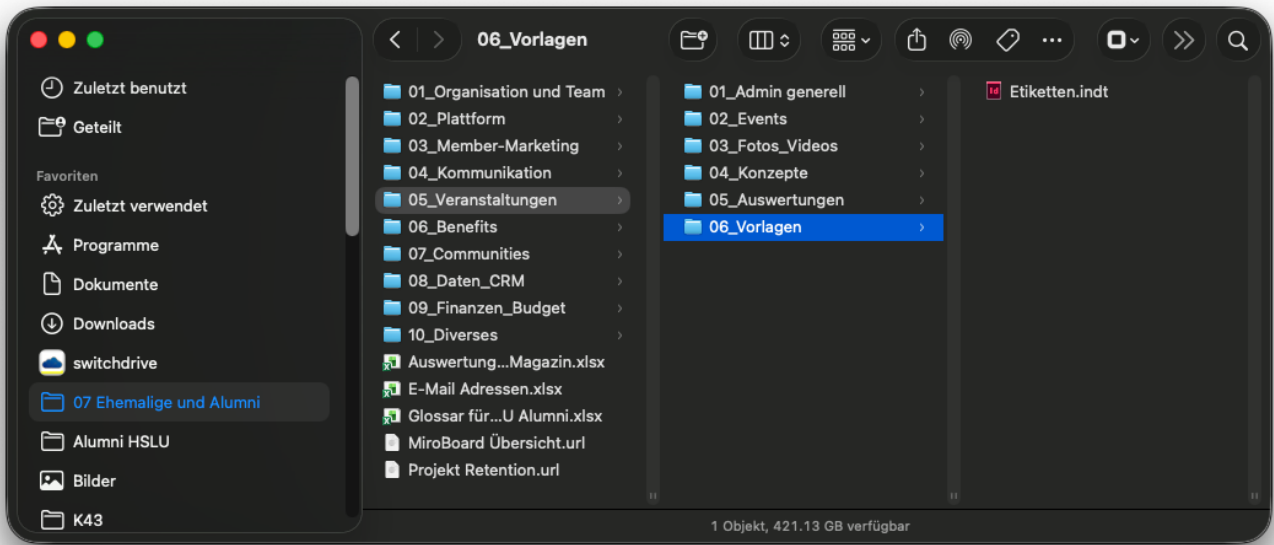 06_Vorlagen
Zuletzt benutzt
Geteilt
Favoriten
Zuletzt verwendet
Programme
Dokumente
Downloads
switchdrive
07 Ehemalige und Alumni
Alumni HSLU
Bilder
K43
01_Organisation und Team
02_Plattform
03_Member-Marketing
04_Kommunikation
05_Veranstaltungen
06_Benefits
07_Communities
08_Daten_CRM
09_Finanzen_Budget
10_Diverses
Auswertung...Magazin.xlsx
E-Mail Adressen.xlsx
Glossar für...U Alumni.xlsx
MiroBoard Übersicht.url
Projekt Retention.url
01_Admin generell
02_Events
03_Fotos_Videos
04_Konzepte
05_Auswertungen
06_Vorlagen
Id
Etiketten.indt
1 Objekt, 421.13 GB verfügbar